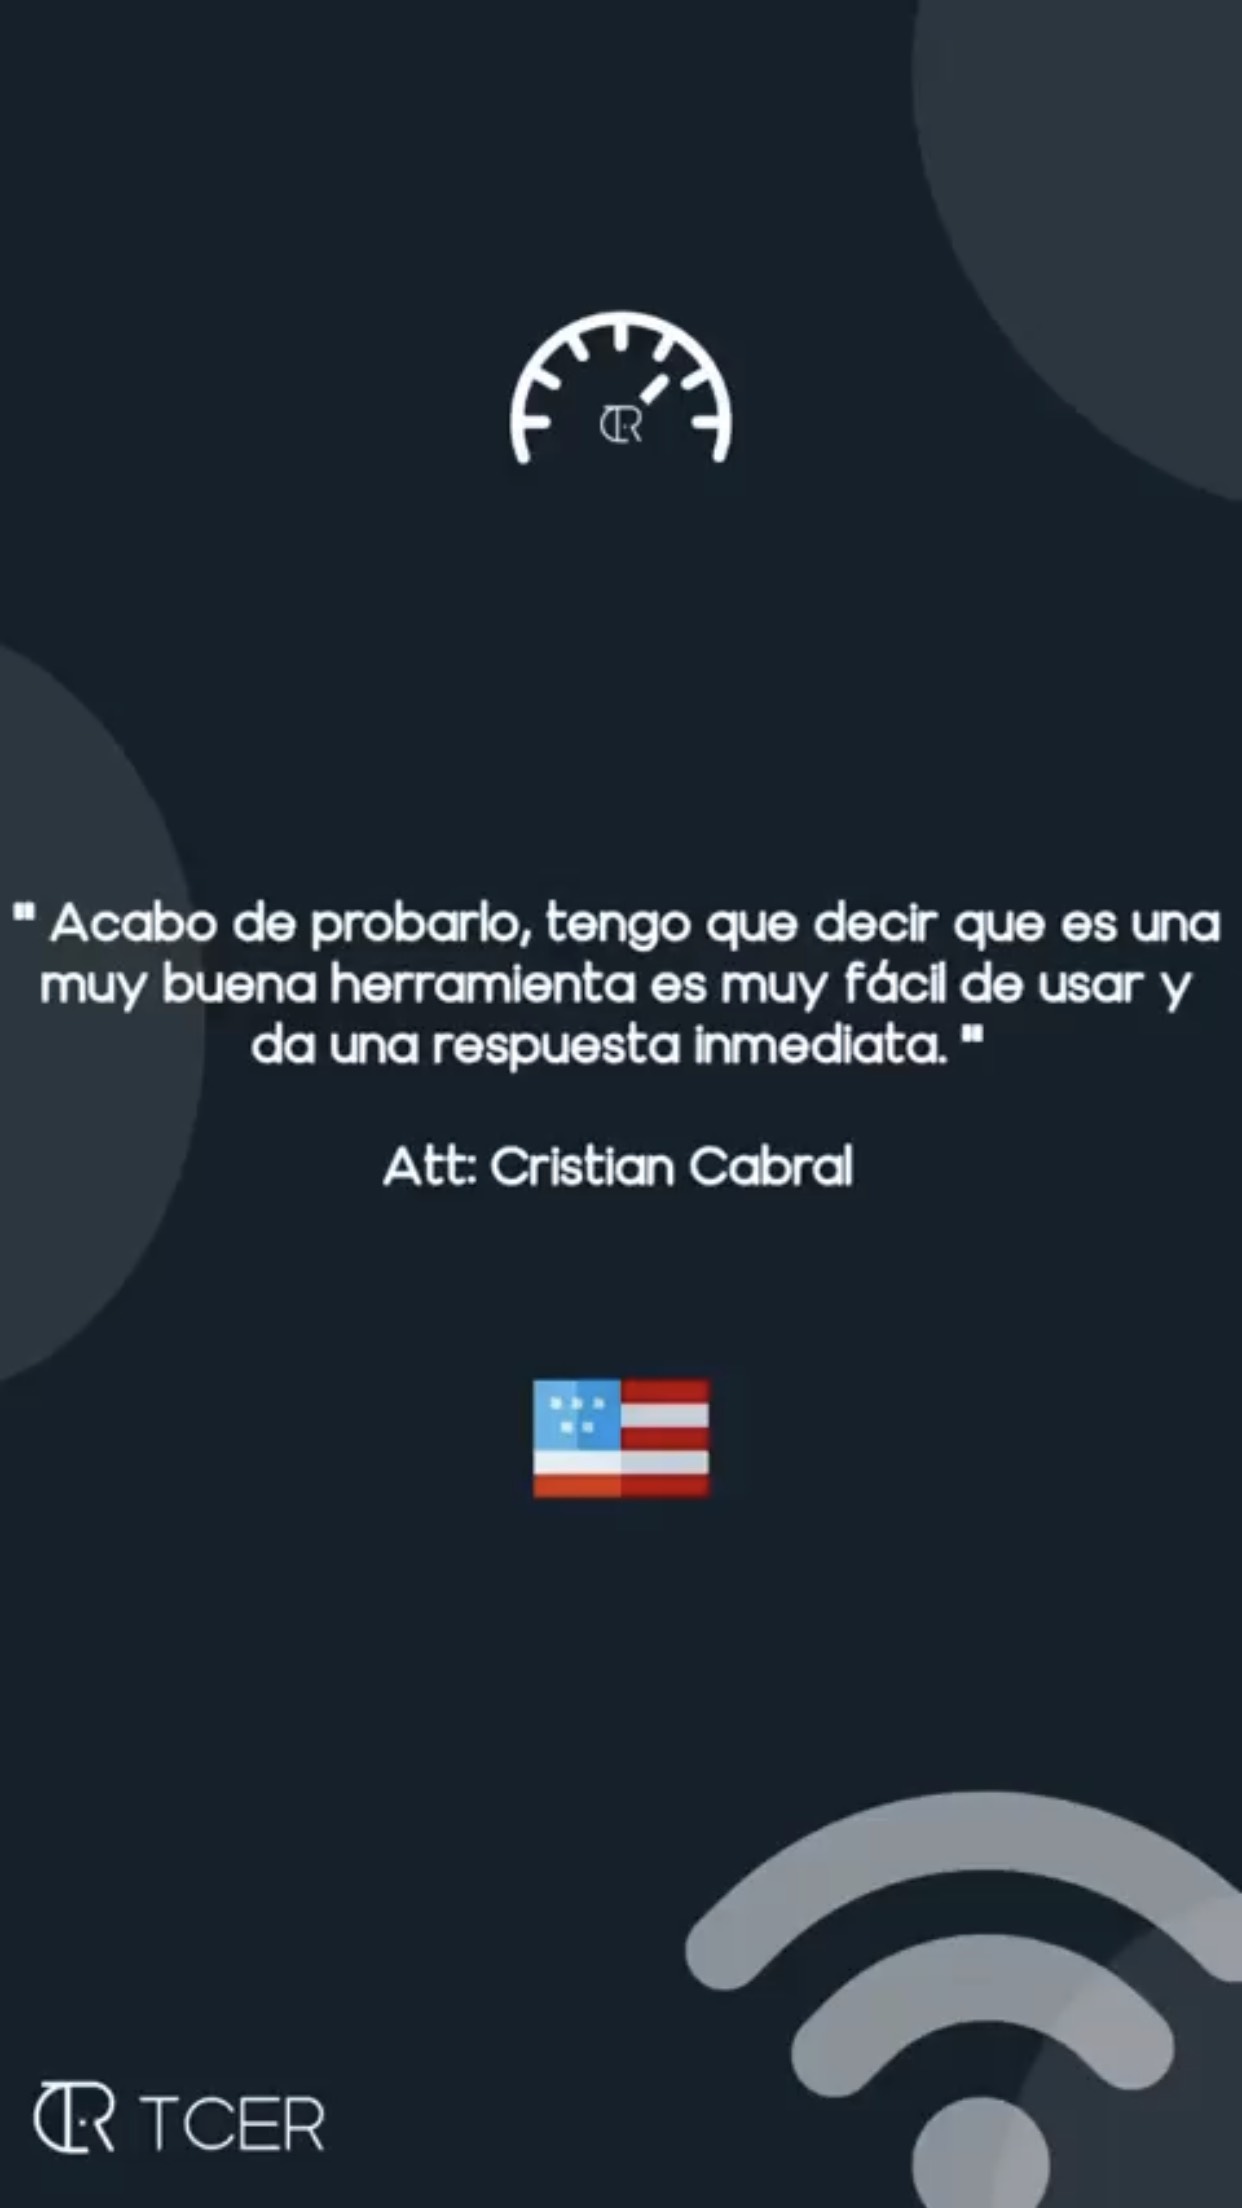 " Acabo de probarlo, tengo que decir que es una
muy buena herramienta es muy fácil de usar y
da una respuesta inmediata. "
Att: Cristian Cabral
TCER